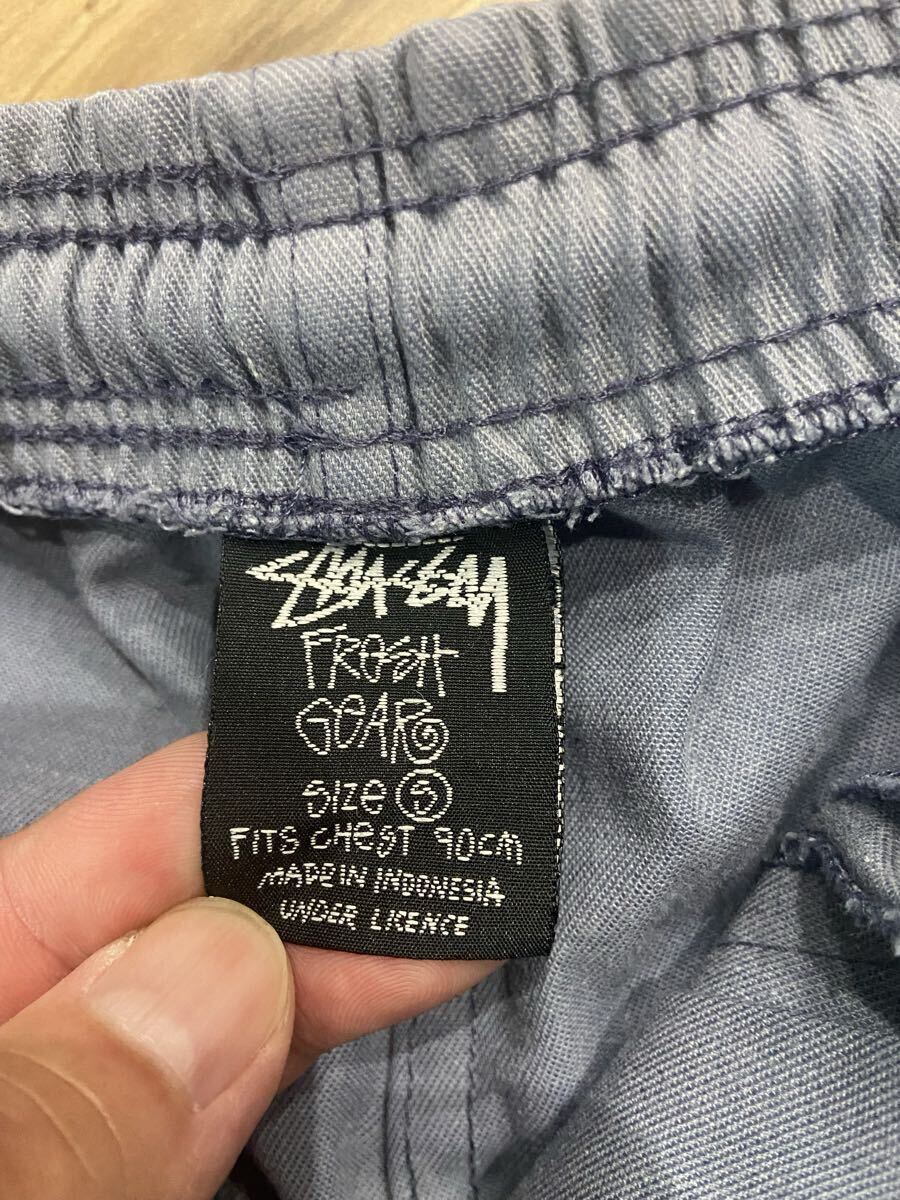 STUSSY
FRESH
GEAR
SIZE S
FITS CHEST 90CM
MADE IN INDONESIA
UNDER LICENCE